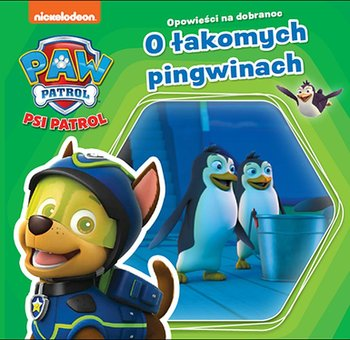 nickelodeon
Opowieści na dobranoc
O łakomych
pingwinach
PAW
PATROL
PSI PATROL